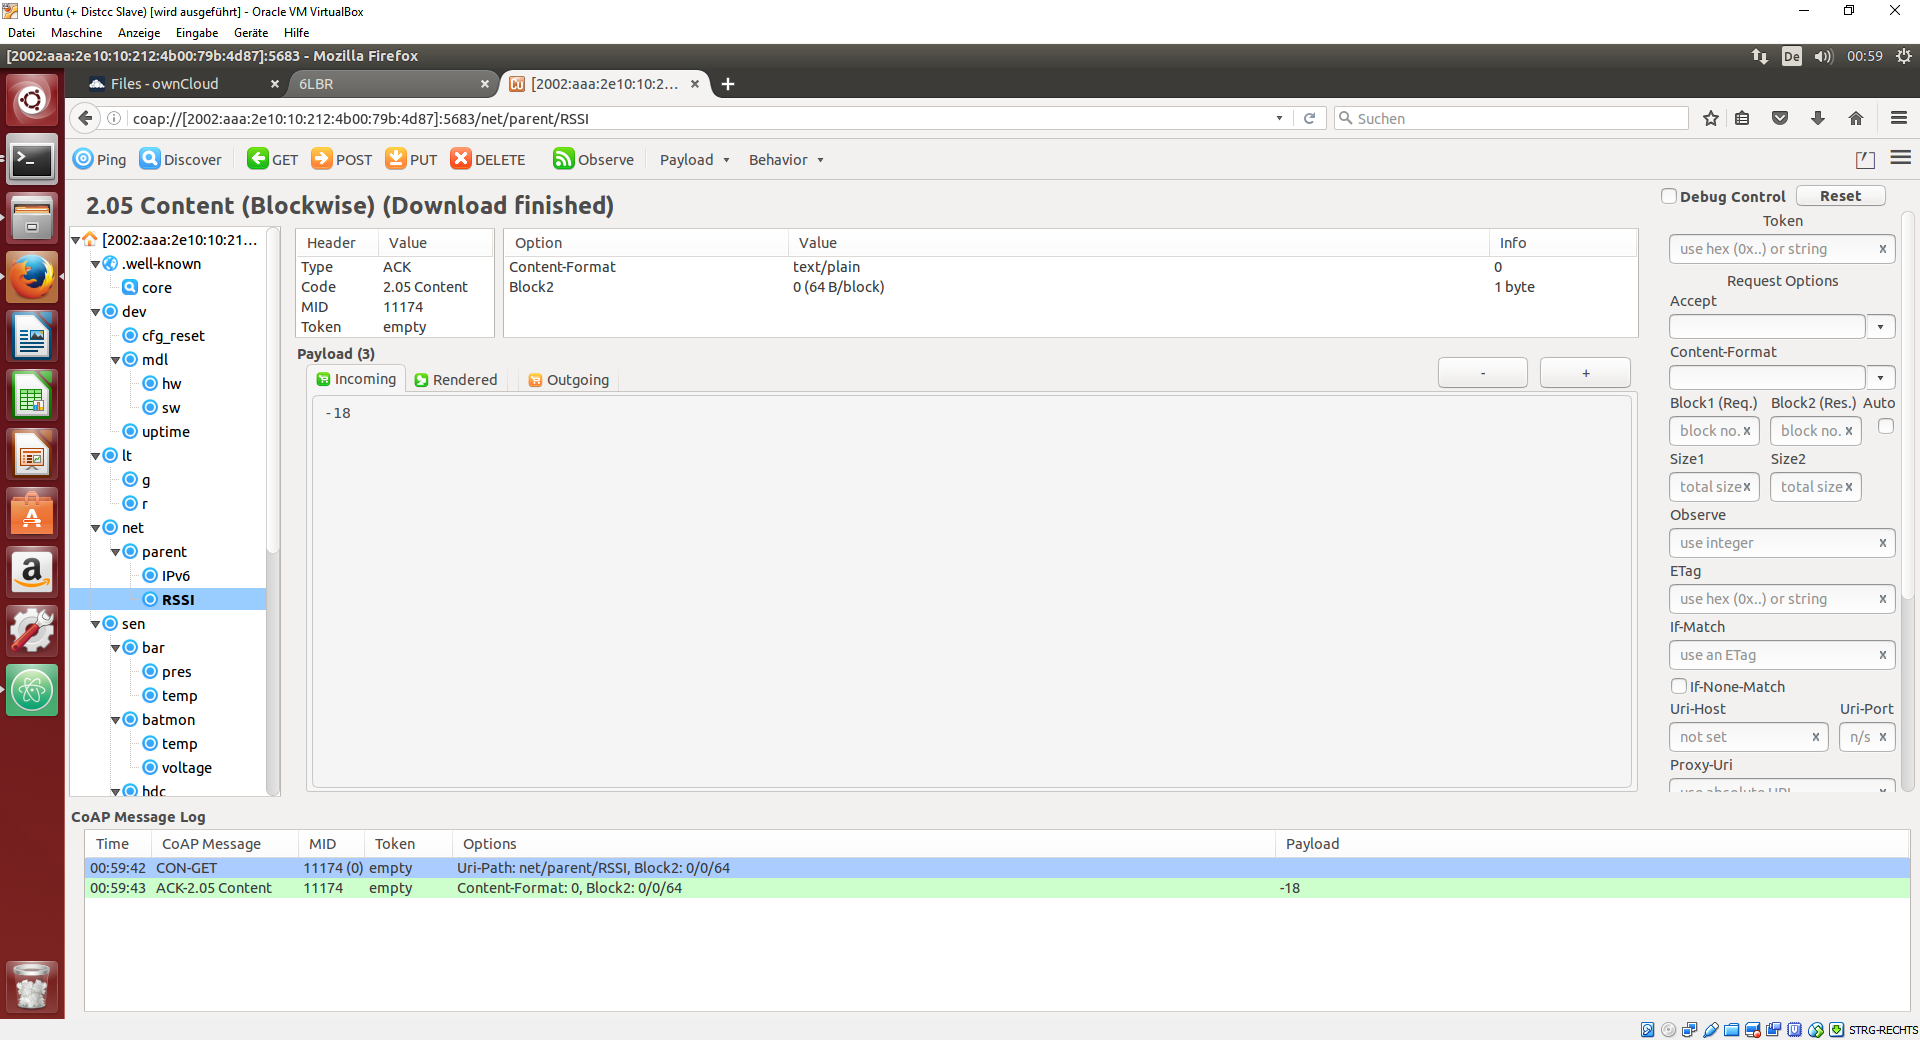 Ubuntu (+ Distcc Slave) [wird ausgeführt] - Oracle VM VirtualBox
Datei Maschine Anzeige Eingabe Geräte Hilfe
[2002:aaa:2e10:10:212:4b00:79b:4d87]:5683 - Mozilla Firefox
De 00:59
Files - ownCloud
6LBR
[2002:aaa:2e10:10:2...
coap://[2002:aaa:2e10:10:212:4b00:79b:4d87]:5683/net/parent/RSSI
Suchen
Ping Discover GET POST PUT DELETE Observe Payload Behavior
2.05 Content (Blockwise) (Download finished)
Debug Control Reset
[2002:aaa:2e10:10:21...
.well-known
core
dev
cfg_reset
mdl
hw
sw
uptime
lt
g
r
net
parent
IPv6
RSSI
sen
bar
pres
temp
batmon
temp
voltage
hdc
Header Value
Type ACK
Code 2.05 Content
MID 11174
Token empty
Option Value Info
Content-Format text/plain 0
Block2 0 (64 B/block) 1 byte
Payload (3)
Incoming Rendered Outgoing
- +
-18
Token
use hex (0x..) or string x
Request Options
Accept
Content-Format
Block1 (Req.) Block2 (Res.) Auto
block no. x block no. x
Size1 Size2
total size x total size x
Observe
use integer x
ETag
use hex (0x..) or string x
If-Match
use an ETag x
If-None-Match
Uri-Host Uri-Port
not set x n/s x
Proxy-Uri
use absolute URI x
CoAP Message Log
Time CoAP Message MID Token Options Payload
00:59:42 CON-GET 11174 (0) empty Uri-Path: net/parent/RSSI, Block2: 0/0/64
00:59:43 ACK-2.05 Content 11174 empty Content-Format: 0, Block2: 0/0/64 -18
STRG-RECHTS